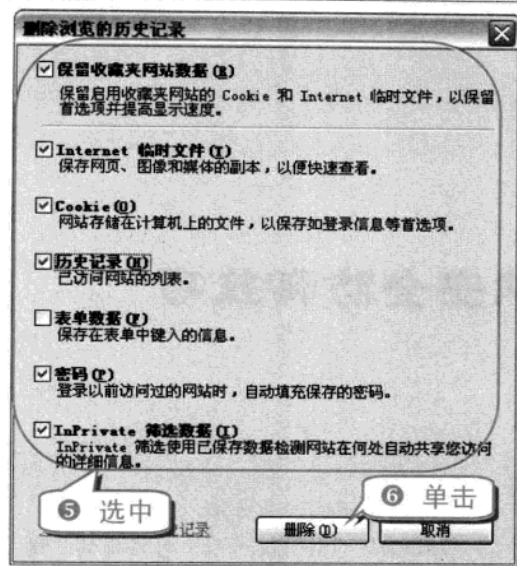 删除浏览的历史记录
保留收藏夹网站数据(R)
保留启用收藏夹网站的 Cookie 和 Internet 临时文件，以保留
首选项并提高显示速度。
Internet 临时文件(T)
保存网页、图像和媒体的副本，以便快速查看。
Cookie(O)
网站存储在计算机上的文件，以保存如登录信息等首选项。
历史记录(H)
已访问网站的列表。
表单数据(F)
保存在表单中键入的信息。
密码(P)
登录以前访问过的网站时，自动填充保存的密码。
InPrivate 筛选数据(I)
InPrivate 筛选使用已保存数据检测网站在何处自动共享您访问
的详细信息。
❺ 选中
❻ 单击
记录
删除(D)
取消